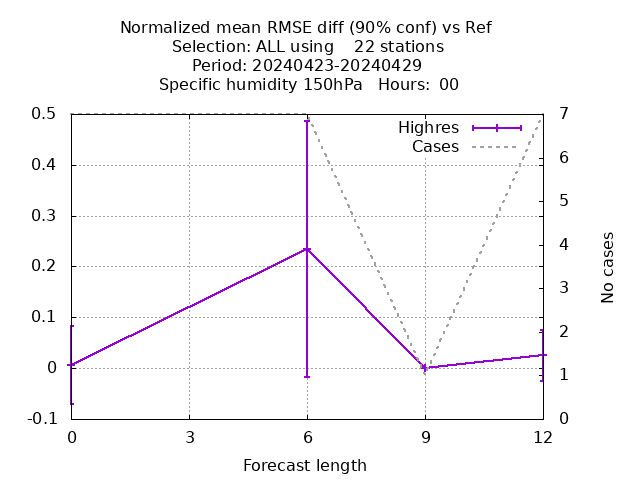 Normalized mean RMSE diff (90% conf) vs Ref
Selection: ALL using    22 stations
Period: 20240423-20240429
Specific humidity 150hPa   Hours:  00
Highres
Cases
0.5
0.4
0.3
0.2
0.1
0
-0.1
7
6
5
4
3
2
1
0
No cases
0 3 6 9 12
Forecast length